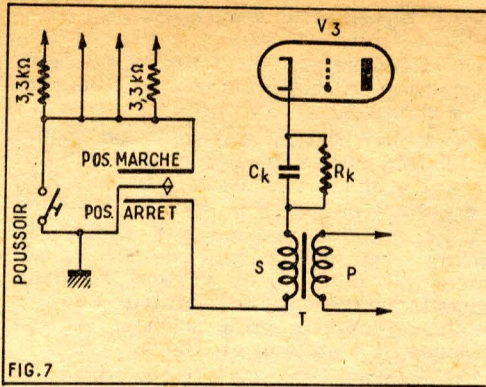 V3
3,3kΩ
3,3kΩ
POS. MARCHE
POS. ARRET
POUSSOIR
Ck
Rk
S
P
T
FIG.7